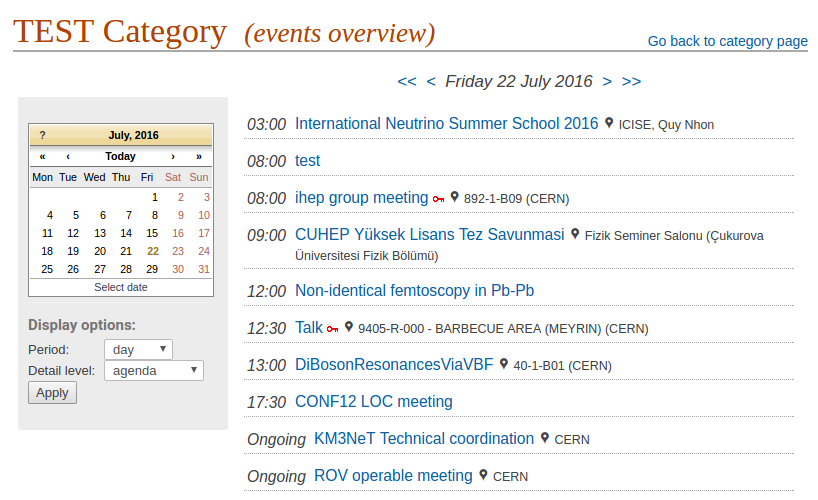 TEST Category (events overview)
Go back to category page
<< < Friday 22 July 2016 > >>
? July, 2016
« ‹ Today › »
Mon Tue Wed Thu Fri Sat Sun
1 2 3
4 5 6 7 8 9 10
11 12 13 14 15 16 17
18 19 20 21 22 23 24
25 26 27 28 29 30 31
Select date
Display options:
Period: day
Detail level: agenda
Apply
03:00 International Neutrino Summer School 2016 ICISE, Quy Nhon
08:00 test
08:00 ihep group meeting 892-1-B09 (CERN)
09:00 CUHEP Yüksek Lisans Tez Savunmasi Fizik Seminer Salonu (Çukurova
Üniversitesi Fizik Bölümü)
12:00 Non-identical femtoscopy in Pb-Pb
12:30 Talk 9405-R-000 - BARBECUE AREA (MEYRIN) (CERN)
13:00 DiBosonResonancesViaVBF 40-1-B01 (CERN)
17:30 CONF12 LOC meeting
Ongoing KM3NeT Technical coordination CERN
Ongoing ROV operable meeting CERN